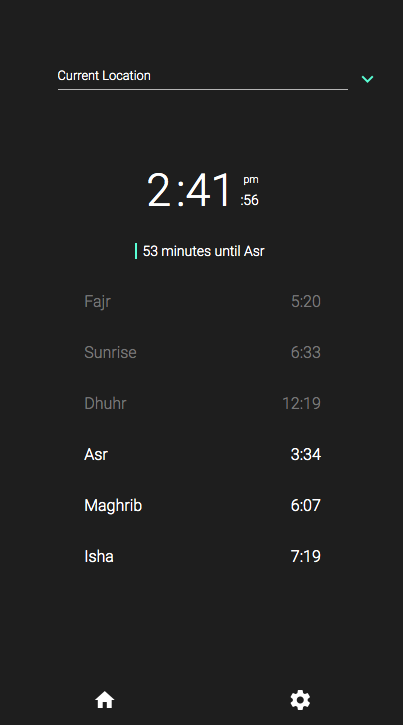 Current Location
2:41 pm :56
53 minutes until Asr
Fajr 5:20
Sunrise 6:33
Dhuhr 12:19
Asr 3:34
Maghrib 6:07
Isha 7:19